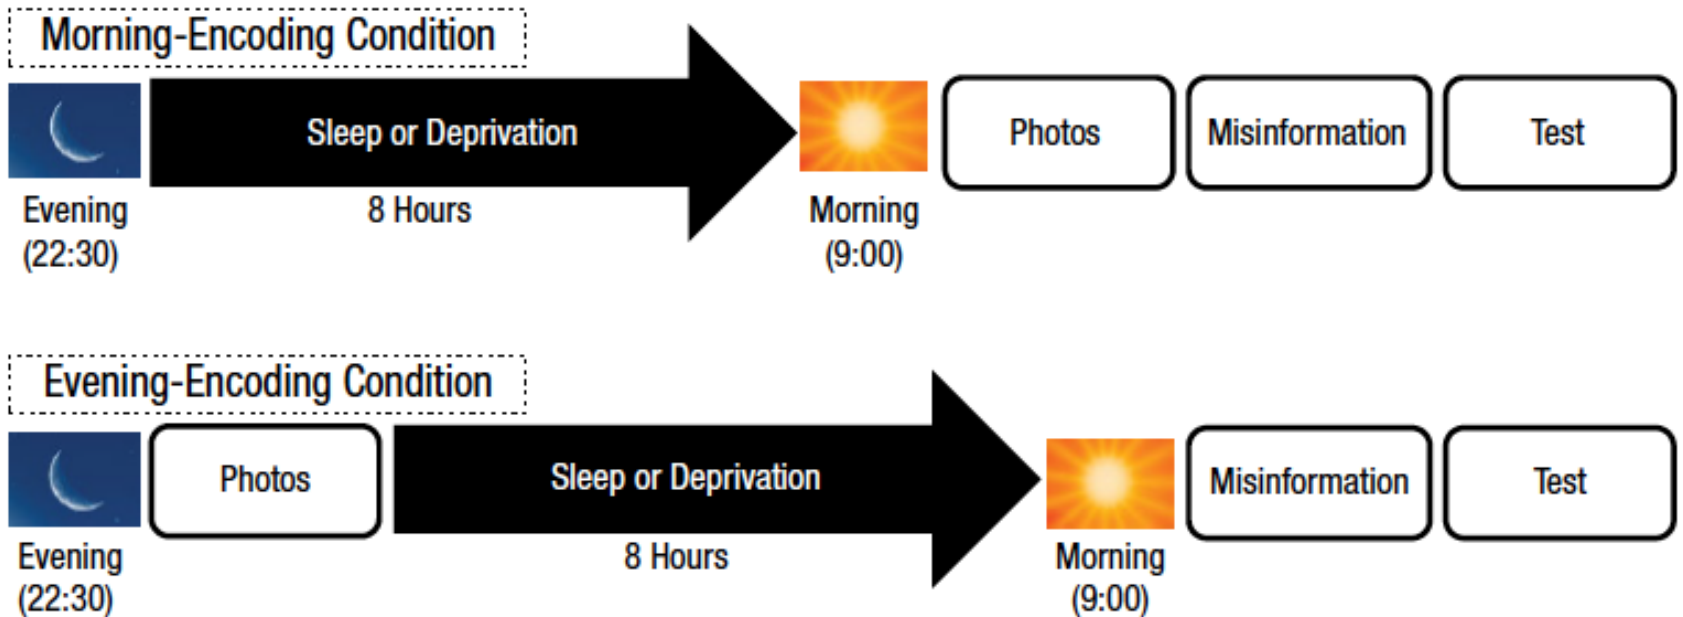 Morning-Encoding Condition
Sleep or Deprivation
Photos
Misinformation
Test
Evening
(22:30)
8 Hours
Morning
(9:00)
Evening-Encoding Condition
Photos
Sleep or Deprivation
Misinformation
Test
Evening
(22:30)
8 Hours
Morning
(9:00)